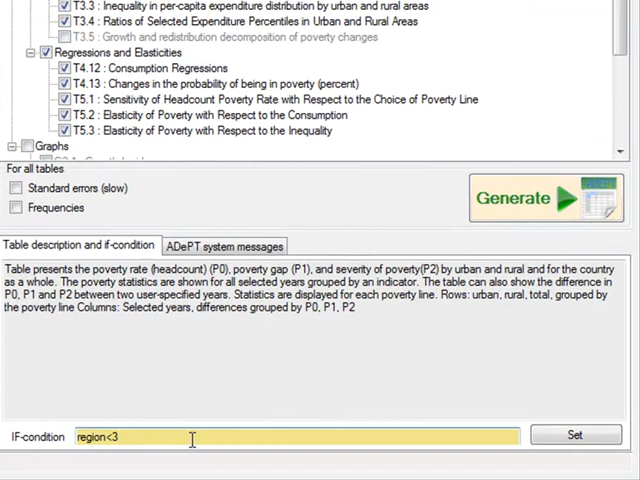 T3.3 : Inequality in per-capita expenditure distribution by urban and rural areas
T3.4 : Ratios of Selected Expenditure Percentiles in Urban and Rural Areas
T3.5 : Growth and redistribution decomposition of poverty changes
Regressions and Elasticities
T4.12 : Consumption Regressions
T4.13 : Changes in the probability of being in poverty (percent)
T5.1 : Sensitivity of Headcount Poverty Rate with Respect to the Choice of Poverty Line
T5.2 : Elasticity of Poverty with Respect to the Consumption
T5.3 : Elasticity of Poverty with Respect to the Inequality
Graphs
For all tables
Standard errors (slow)
Frequencies
Generate
Table description and if-condition
ADePT system messages
Table presents the poverty rate (headcount) (P0), poverty gap (P1), and severity of poverty(P2) by urban and rural and for the country
as a whole. The poverty statistics are shown for all selected years grouped by an indicator. The table can also show the difference in
P0, P1 and P2 between two user-specified years. Statistics are displayed for each poverty line. Rows: urban, rural, total, grouped by
the poverty line Columns: Selected years, differences grouped by P0, P1, P2
IF-condition
region<3
Set